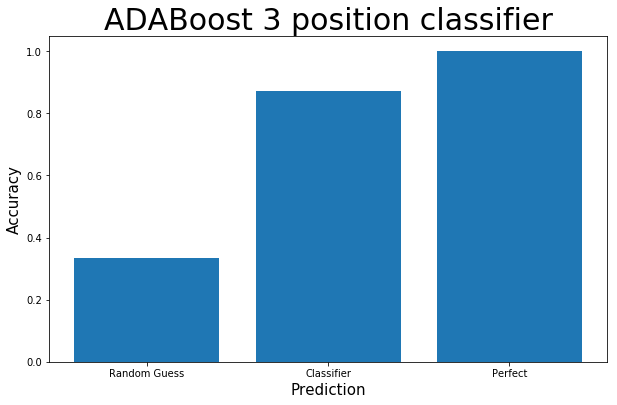 ADABoost 3 position classifier
1.0
0.8
0.6
0.4
0.2
0.0
Accuracy
Random Guess
Classifier
Perfect
Prediction